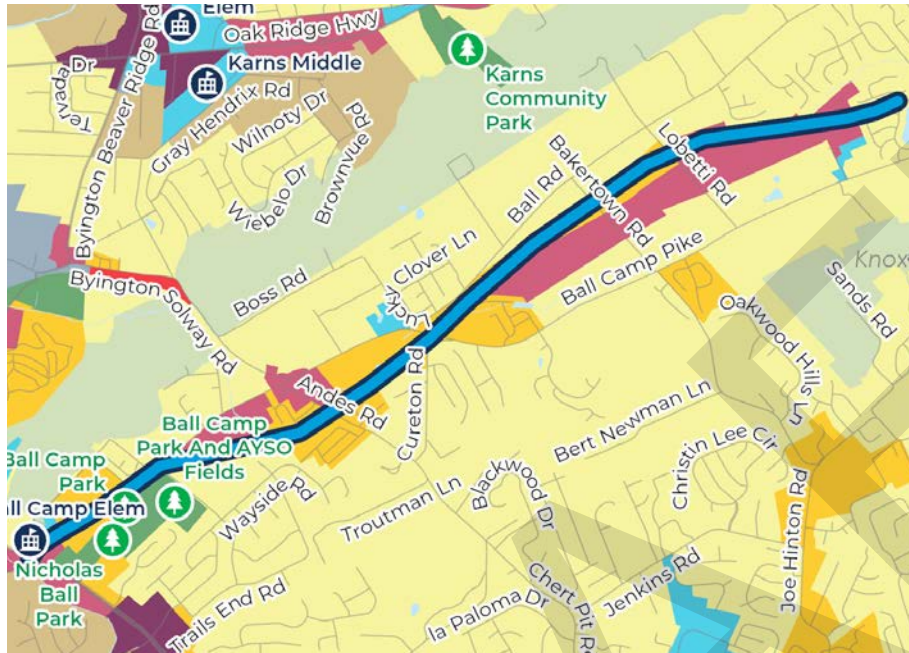 Elem
Oak Ridge Hwy
Karns Middle
Tervada Dr
Byington Beaver Ridge Rd
Gray Hendrix Rd
Wilnoty Dr
Wiebelo Dr
Brownvue Rd
Karns
Community
Park
Ball Rd
Bakertown Rd
Lobetti Rd
Byington Solway Rd
Boss Rd
Lucky Clover Ln
Ball Camp Pike
Knox
Sands Rd
Oakwood Hills Ln
Andes Rd
Cureton Rd
Ball Camp
Park And AYSO
Fields
Ball Camp
Park
all Camp Elem
Nicholas
Ball
Park
Wayside Rd
Troutman Ln
Blackwood Dr
Bert Newman Ln
Christin Lee Cir
Joe Hinton Rd
Trails End Rd
la Paloma Dr
Chert Pit R
Jenkins Rd